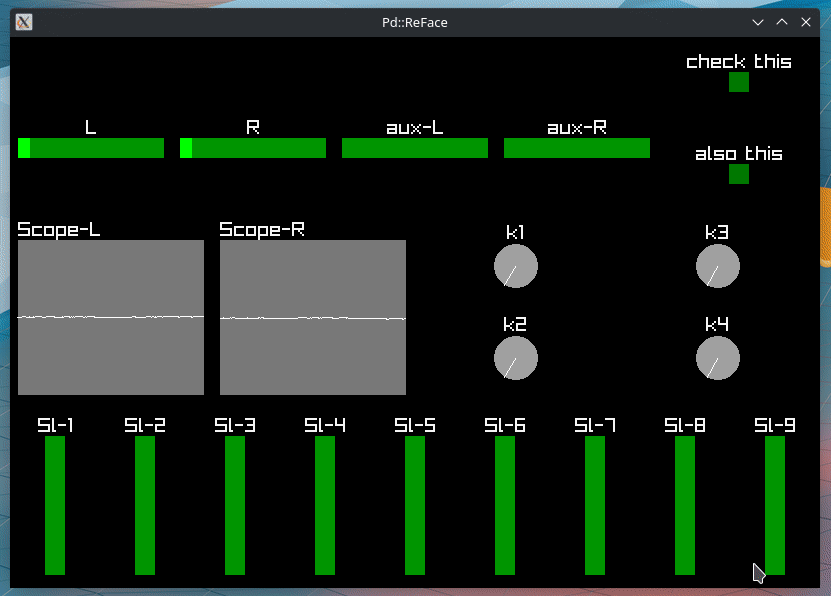 Pd::ReFace
check this
L R aux-L aux-R
also this
Scope-L Scope-R k1 k3
k2 k4
Sl-1 Sl-2 Sl-3 Sl-4 Sl-5 Sl-6 Sl-7 Sl-8 Sl-9